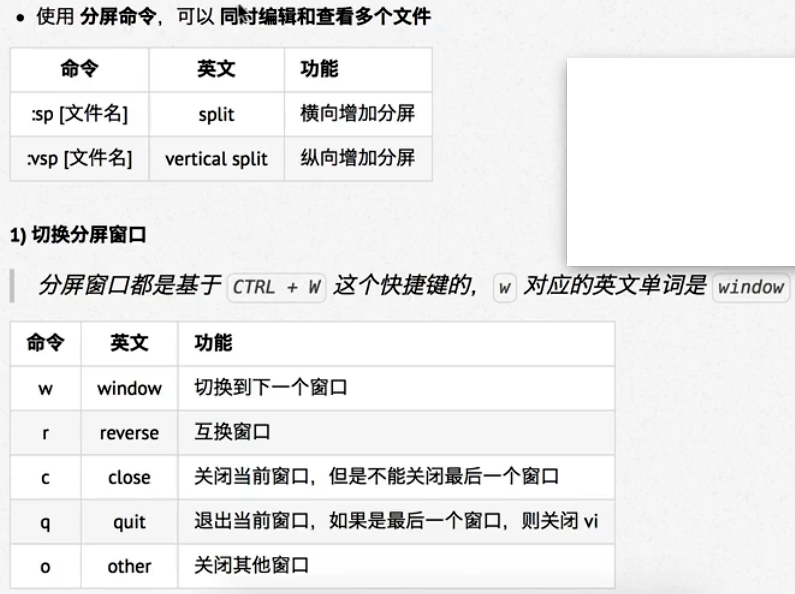 使用 分屏命令，可以 同时编辑和查看多个文件
命令 英文 功能
:sp [文件名] split 横向增加分屏
:vsp [文件名] vertical split 纵向增加分屏
1) 切换分屏窗口
分屏窗口都是基于 CTRL + W 这个快捷键的，w 对应的英文单词是 window
命令 英文 功能
w window 切换到下一个窗口
r reverse 互换窗口
c close 关闭当前窗口，但是不能关闭最后一个窗口
q quit 退出当前窗口，如果是最后一个窗口，则关闭 vi
o other 关闭其他窗口